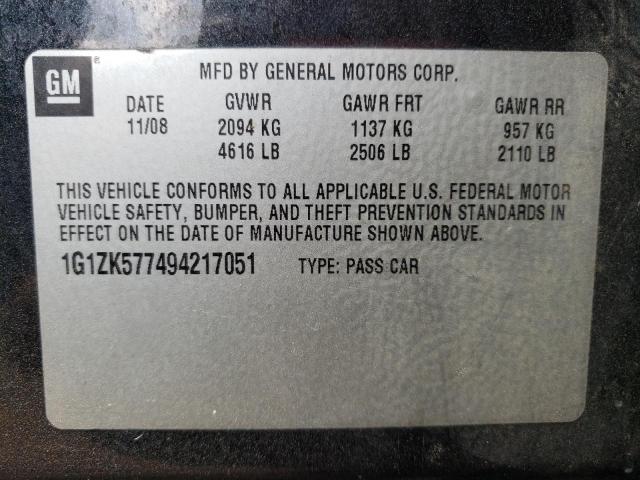 GM ®
MFD BY GENERAL MOTORS CORP.
DATE GVWR GAWR FRT GAWR RR
11/08 2094 KG 1137 KG 957 KG
4616 LB 2506 LB 2110 LB
THIS VEHICLE CONFORMS TO ALL APPLICABLE U.S. FEDERAL MOTOR
VEHICLE SAFETY, BUMPER, AND THEFT PREVENTION STANDARDS IN
EFFECT ON THE DATE OF MANUFACTURE SHOWN ABOVE.
1G1ZK577494217051 TYPE: PASS CAR